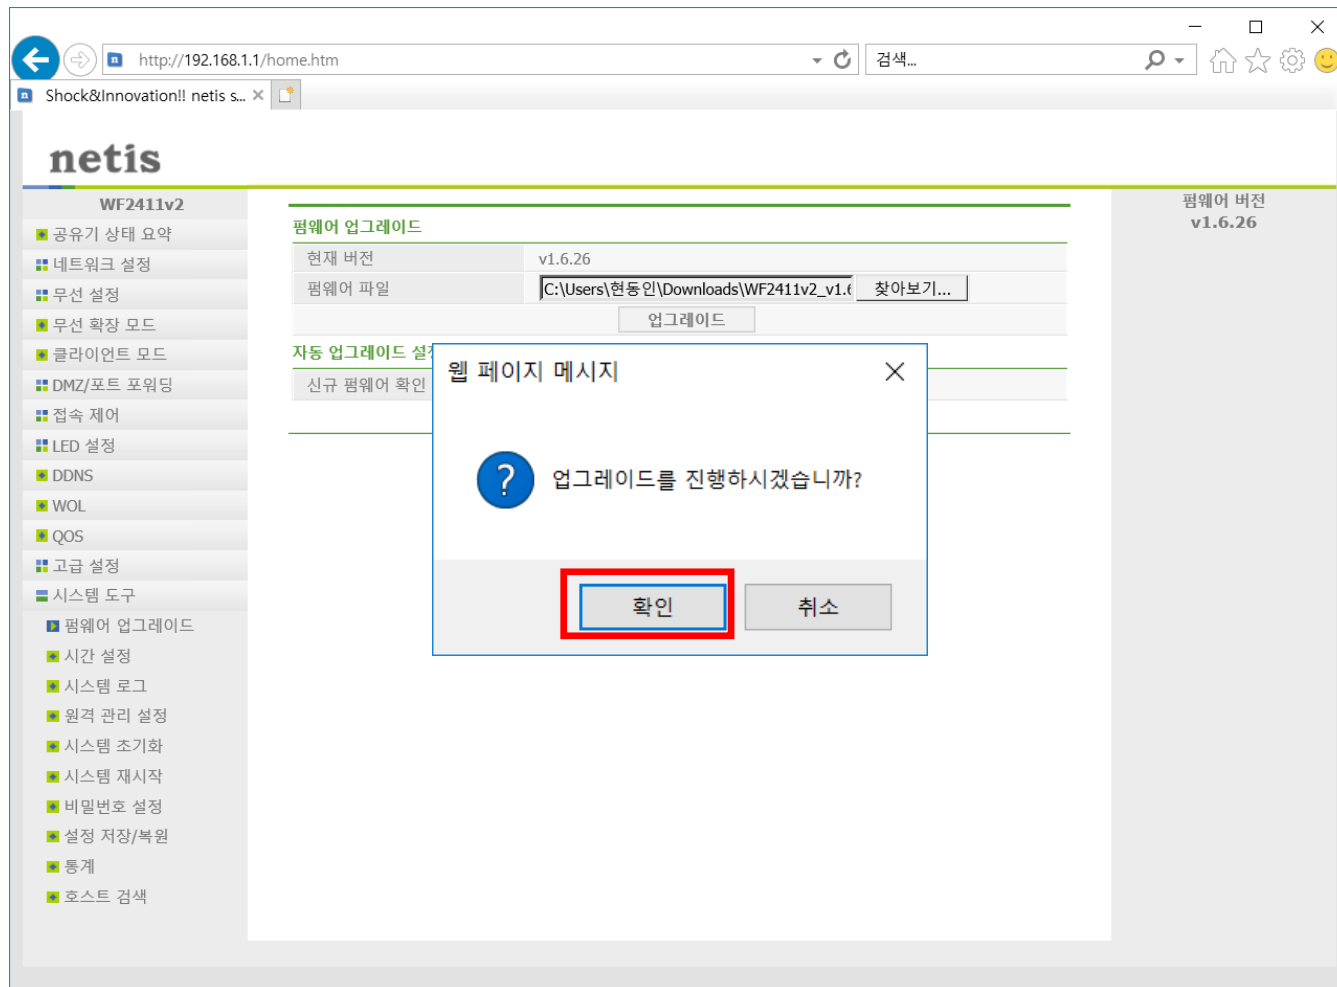 http://192.168.1.1/home.htm
검색...
Shock&Innovation!! netis s...
netis
WF2411v2
공유기 상태 요약
네트워크 설정
무선 설정
무선 확장 모드
클라이언트 모드
DMZ/포트 포워딩
접속 제어
LED 설정
DDNS
WOL
QOS
고급 설정
시스템 도구
펌웨어 업그레이드
시간 설정
시스템 로그
원격 관리 설정
시스템 초기화
시스템 재시작
비밀번호 설정
설정 저장/복원
통계
호스트 검색
펌웨어 업그레이드
현재 버전 v1.6.26
펌웨어 파일 C:\Users\현동인\Downloads\WF2411v2_v1.6 찾아보기...
업그레이드
자동 업그레이드
신규 펌웨어 확인
웹 페이지 메시지
업그레이드를 진행하시겠습니까?
확인 취소
펌웨어 버전
v1.6.26